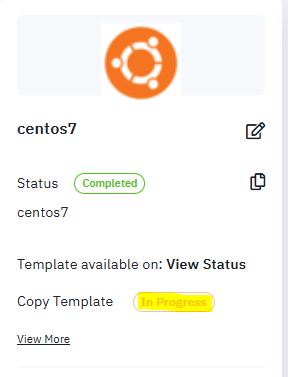 centos7
Status Completed
centos7
Template available on: View Status
Copy Template In Progress
View More